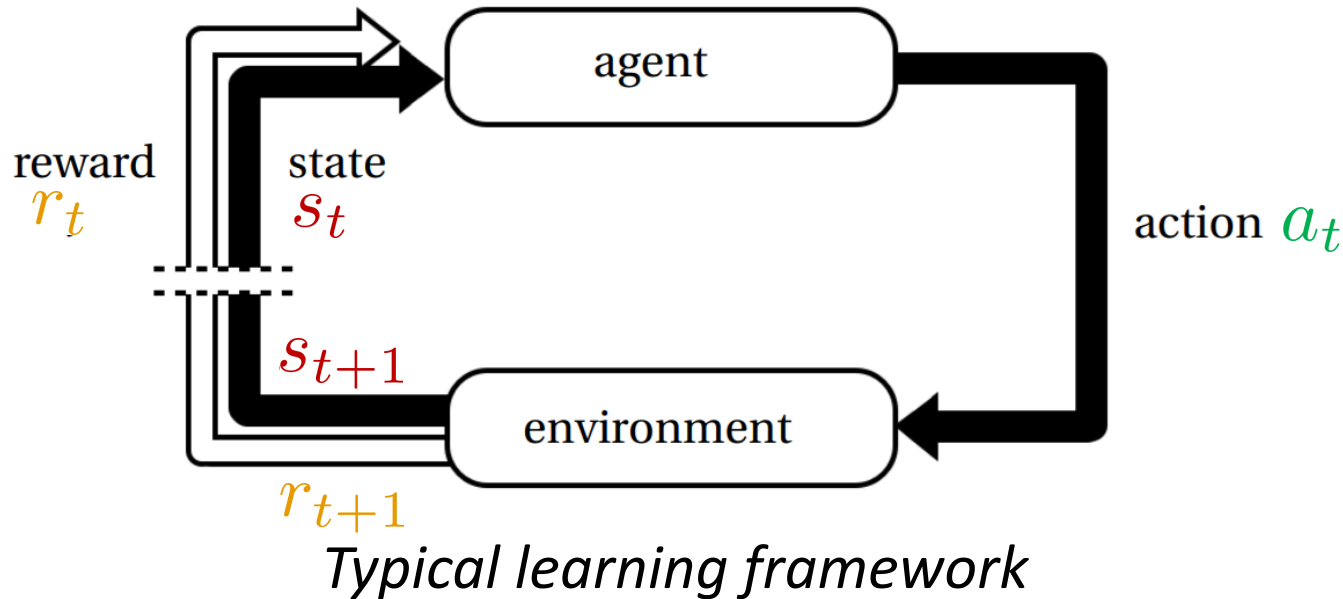 agent
reward
r_t
state
s_t
action a_t
s_{t+1}
environment
r_{t+1}
Typical learning framework